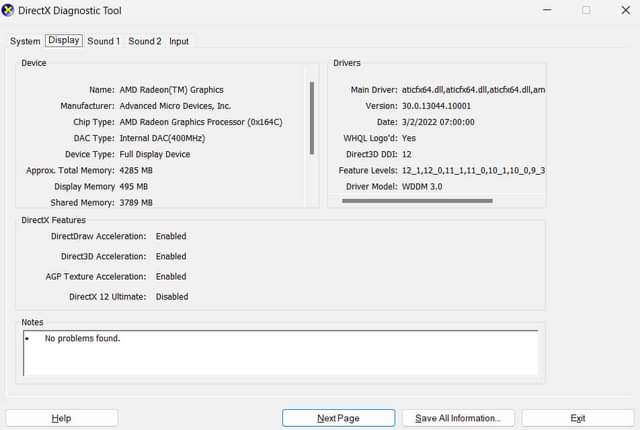 DirectX Diagnostic Tool
System Display Sound 1 Sound 2 Input
Device
Name: AMD Radeon(TM) Graphics
Manufacturer: Advanced Micro Devices, Inc.
Chip Type: AMD Radeon Graphics Processor (0x164C)
DAC Type: Internal DAC(400MHz)
Device Type: Full Display Device
Approx. Total Memory: 4285 MB
Display Memory 495 MB
Shared Memory: 3789 MB
Drivers
Main Driver: aticfx64.dll,aticfx64.dll,aticfx64.dll,am
Version: 30.0.13044.10001
Date: 3/2/2022 07:00:00
WHQL Logo'd: Yes
Direct3D DDI: 12
Feature Levels: 12_1,12_0,11_1,11_0,10_1,10_0,9_3
Driver Model: WDDM 3.0
DirectX Features
DirectDraw Acceleration: Enabled
Direct3D Acceleration: Enabled
AGP Texture Acceleration: Enabled
DirectX 12 Ultimate: Disabled
Notes
• No problems found.
Help Next Page Save All Information... Exit